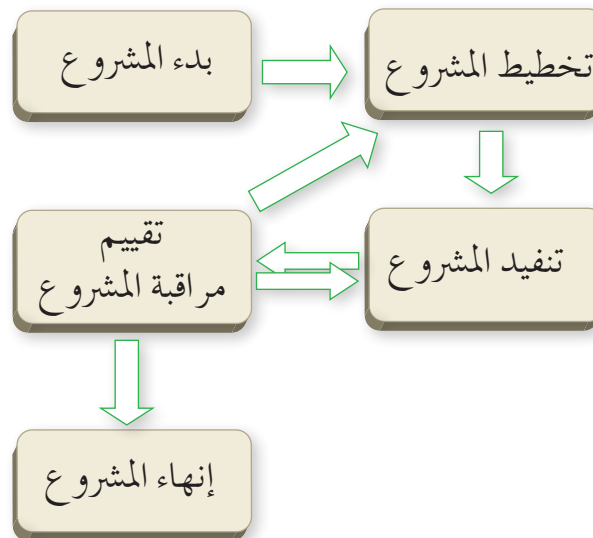 بدء المشروع
تخطيط المشروع
تنفيد المشروع
تقييم
مراقبة المشروع
إنهاء المشروع